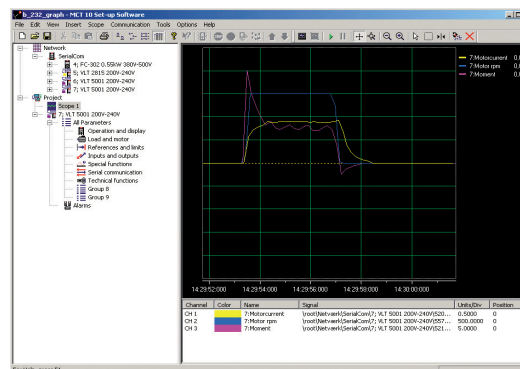 b_232_graph - MCT 10 Set-up Software
File Edit View Insert Scope Communication Tools Options Help
Network
SerialCom
4; FC-302 0.55kW 380V-500V
5; VLT 2815 200V-240V
6; VLT 5001 200V-240V
7; VLT 5001 200V-240V
Project
Scope 1
7; VLT 5001 200V-240V
All Parameters
Operation and display
Load and motor
References and limits
Inputs and outputs
Special functions
Serial communication
Technical functions
Group 8
Group 9
Alarms
7:Motorcurrent 0.
7:Motor rpm 0.
7:Moment 0.
14:29:52:000 14:29:54:000 14:29:56:000 14:29:58:000 14:30:00:000
Channel Color Name Signal Units/Div Position
CH 1 7:Motorcurrent \root\Netværk\SerialCom\7; VLT 5001 200V-240V\520... 0.5000 0
CH 2 7:Motor rpm \root\Netværk\SerialCom\7; VLT 5001 200V-240V\557... 500.0000 0
CH 3 7:Moment \root\Netværk\SerialCom\7; VLT 5001 200V-240V\521... 5.0000 0